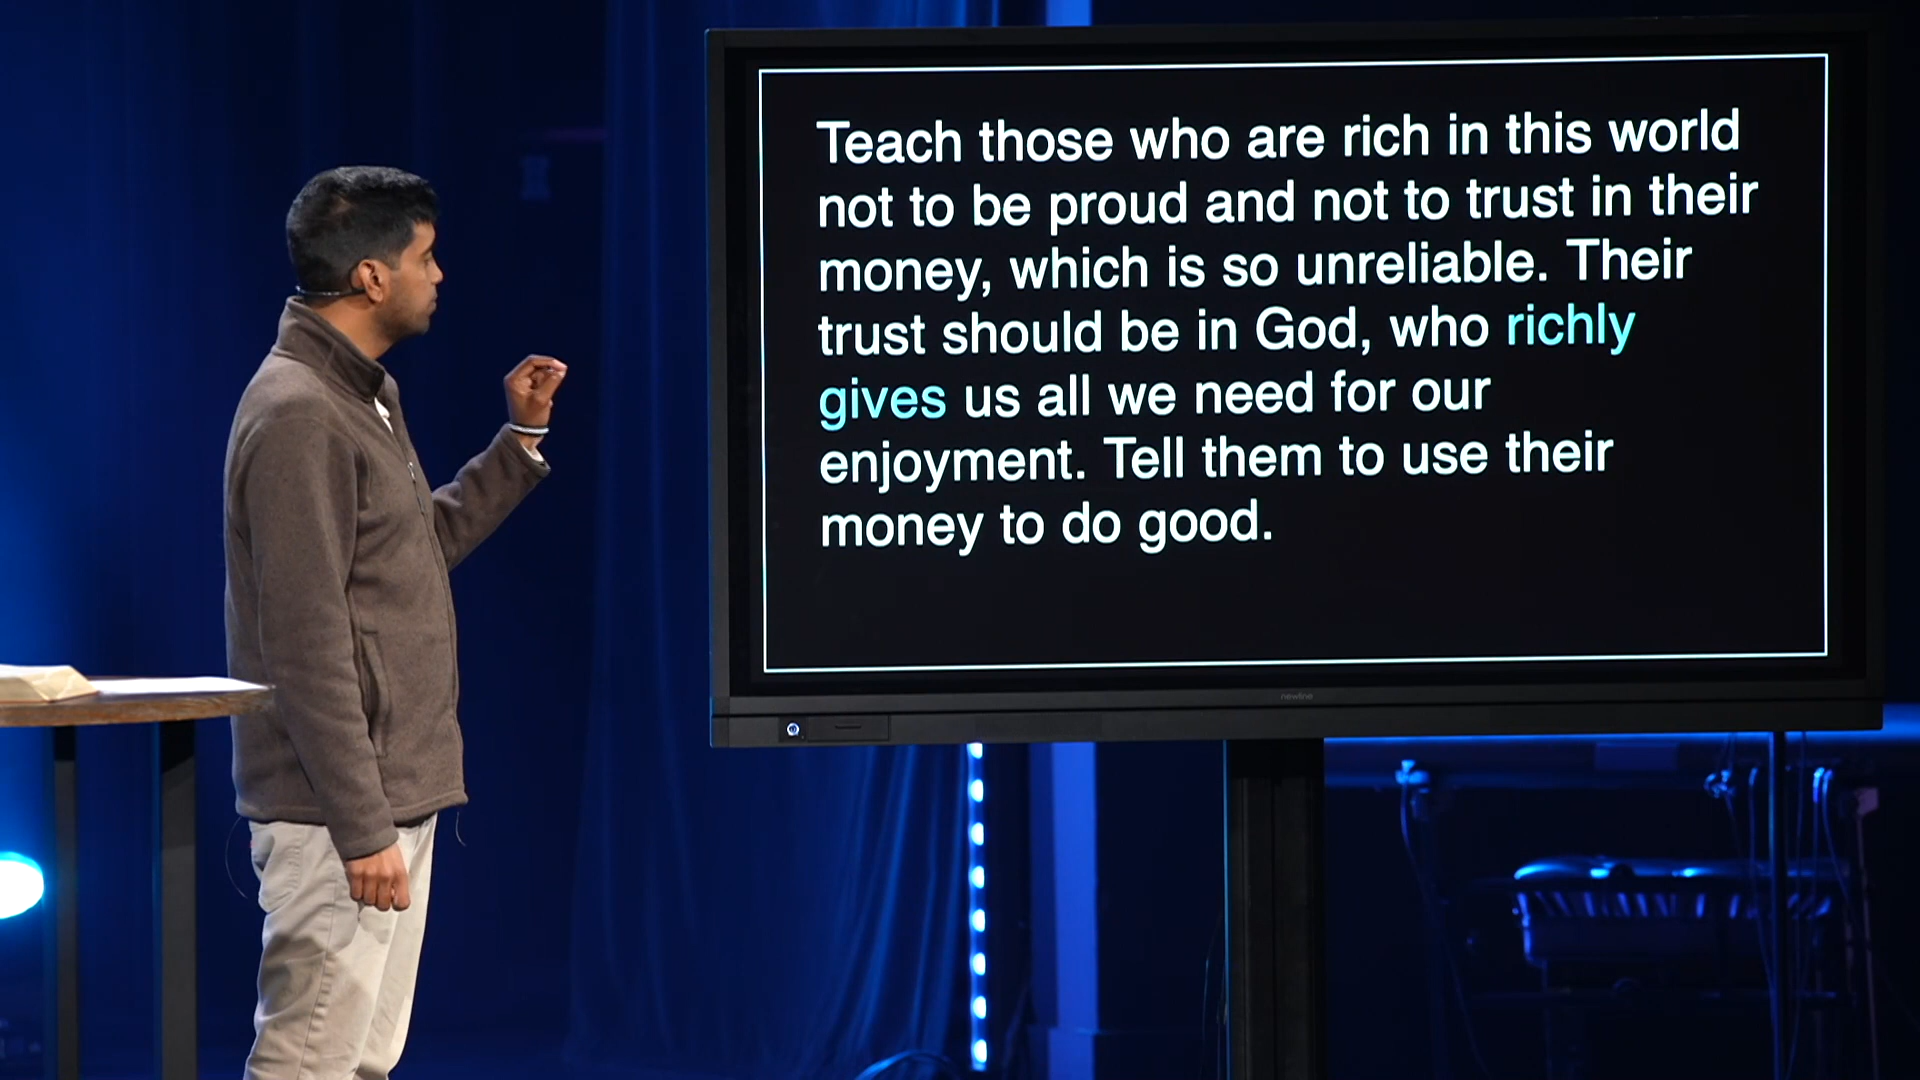 Teach those who are rich in this world
not to be proud and not to trust in their
money, which is so unreliable. Their
trust should be in God, who richly
gives us all we need for our
enjoyment. Tell them to use their
money to do good.
newline